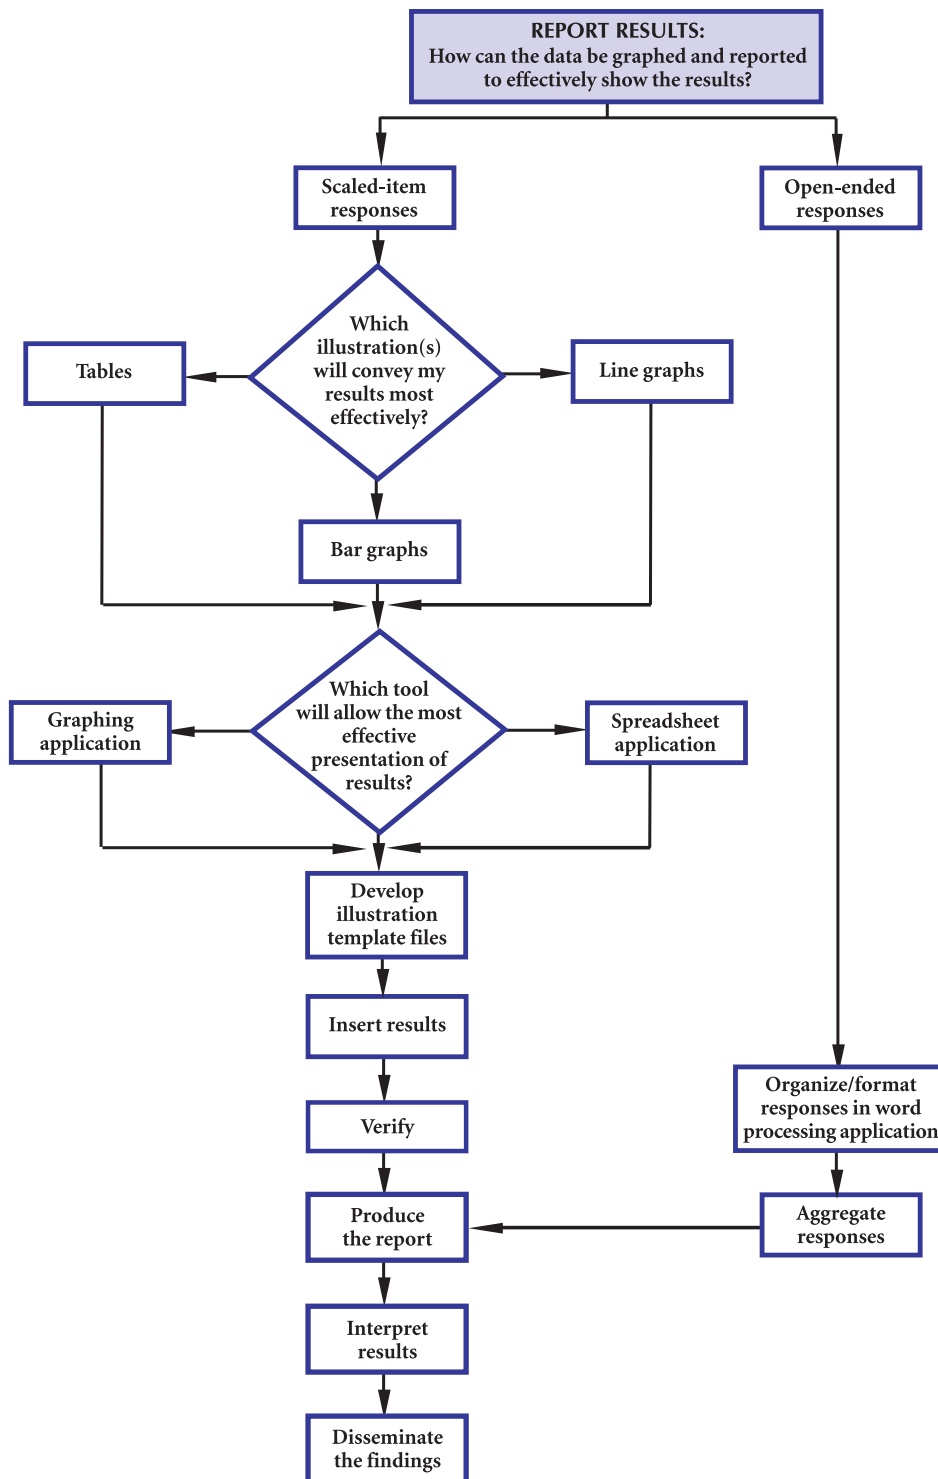 REPORT RESULTS:
How can the data be graphed and reported
to effectively show the results?
Scaled-item
responses
Open-ended
responses
Which
illustration(s)
will convey my
results most
effectively?
Tables
Line graphs
Bar graphs
Which tool
will allow the most
effective
presentation of
results?
Graphing
application
Spreadsheet
application
Develop
illustration
template files
Insert results
Verify
Organize/format
responses in word
processing application
Produce
the report
Aggregate
responses
Interpret
results
Disseminate
the findings